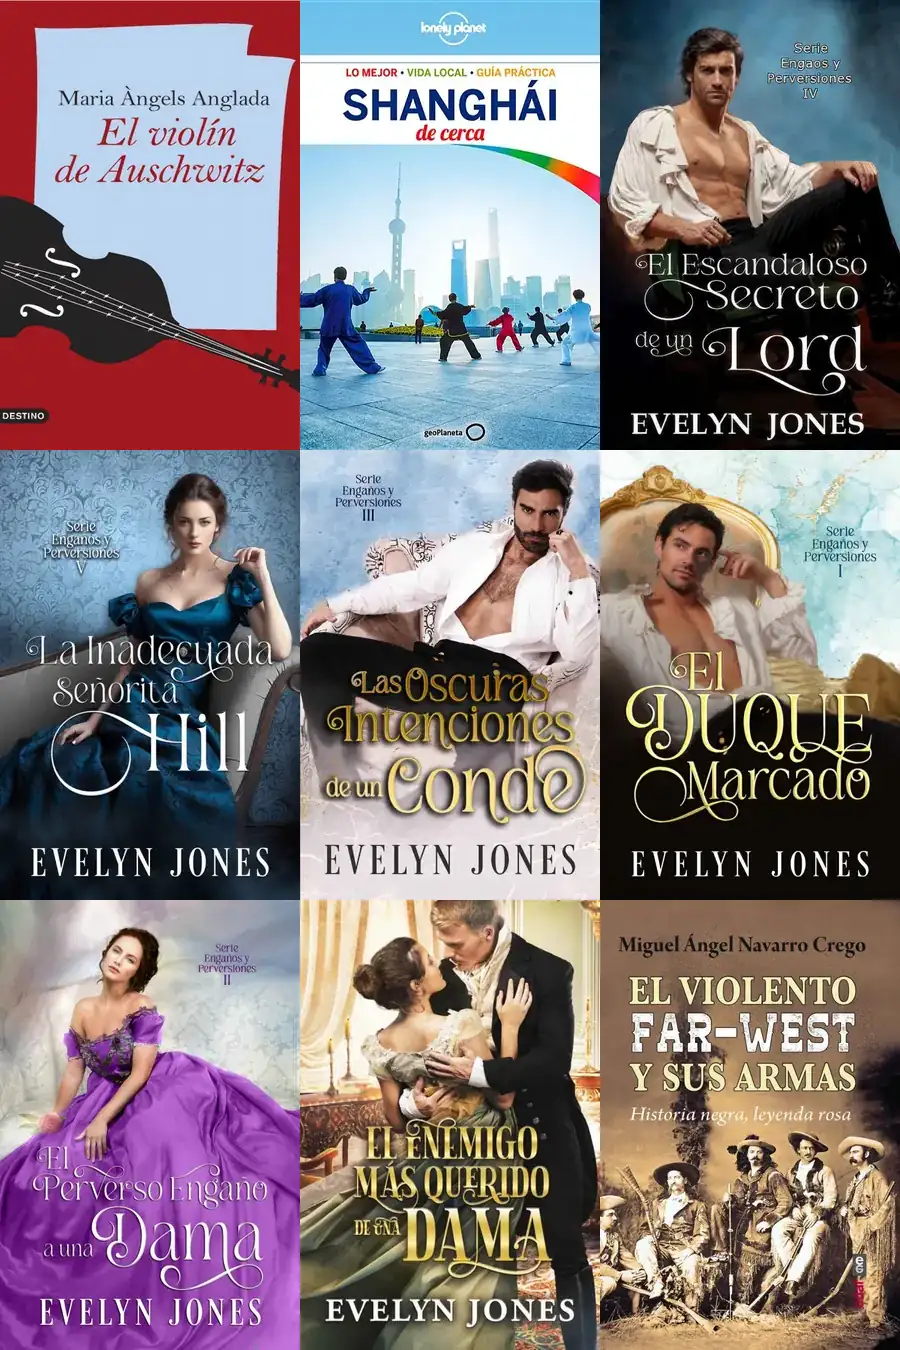 Maria Àngels Anglada
El violín
de Auschwitz
DESTINO
lonely planet
LO MEJOR • VIDA LOCAL • GUÍA PRÁCTICA
SHANGHÁI
de cerca
geoPlaneta
Serie
Engaos y
Perversiones
IV
El Escandaloso
Secreto
de un Lord
EVELYN JONES
Serie
Engaños y
Perversiones
V
La Inadecuada
Señorita
Hill
EVELYN JONES
Serie
Engaños y
Perversiones
III
Las Oscuras
Intenciones
de un Conde
EVELYN JONES
Serie
Engaños y
Perversiones
I
El
DUQUE
Marcado
EVELYN JONES
Serie
Engaños y
Perversiones
II
El
Perverso Engaño
a una Dama
EVELYN JONES
EL ENEMIGO
MÁS QUERIDO
DE UNA DAMA
EVELYN JONES
Miguel Ángel Navarro Crego
EL VIOLENTO
FAR-WEST
Y SUS ARMAS
Historia negra, leyenda rosa